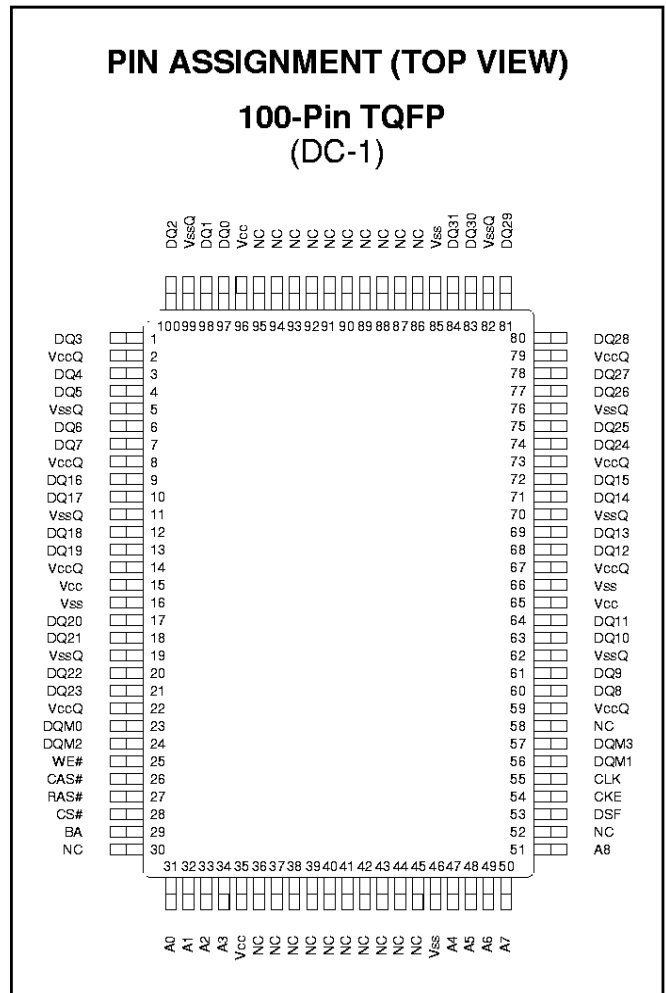 PIN ASSIGNMENT (TOP VIEW)
100-Pin TQFP
(DC-1)
DQ2 VssQ DQ1 DQ0 Vcc NC NC NC NC NC NC NC NC NC NC Vss DQ31 DQ30 VssQ DQ29
100 99 98 97 96 95 94 93 92 91 90 89 88 87 86 85 84 83 82 81
DQ3 1 80 DQ28
VccQ 2 79 VccQ
DQ4 3 78 DQ27
DQ5 4 77 DQ26
VssQ 5 76 VssQ
DQ6 6 75 DQ25
DQ7 7 74 DQ24
VccQ 8 73 VccQ
DQ16 9 72 DQ15
DQ17 10 71 DQ14
VssQ 11 70 VssQ
DQ18 12 69 DQ13
DQ19 13 68 DQ12
VccQ 14 67 VccQ
Vcc 15 66 Vss
Vss 16 65 Vcc
DQ20 17 64 DQ11
DQ21 18 63 DQ10
VssQ 19 62 VssQ
DQ22 20 61 DQ9
DQ23 21 60 DQ8
VccQ 22 59 VccQ
DQM0 23 58 NC
DQM2 24 57 DQM3
WE# 25 56 DQM1
CAS# 26 55 CLK
RAS# 27 54 CKE
CS# 28 53 DSF
BA 29 52 NC
NC 30 51 A8
31 32 33 34 35 36 37 38 39 40 41 42 43 44 45 46 47 48 49 50
A0 A1 A2 A3 Vcc NC NC NC NC NC NC NC NC NC NC Vss A4 A5 A6 A7